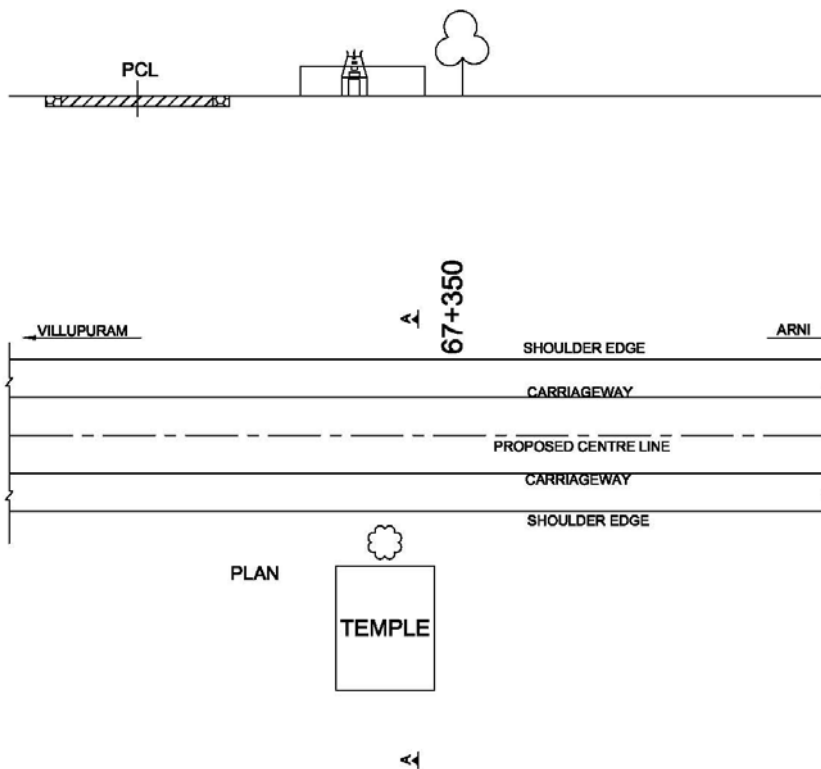 PCL
A
67+350
VILLUPURAM
ARNI
SHOULDER EDGE
CARRIAGEWAY
PROPOSED CENTRE LINE
CARRIAGEWAY
SHOULDER EDGE
PLAN
TEMPLE
A